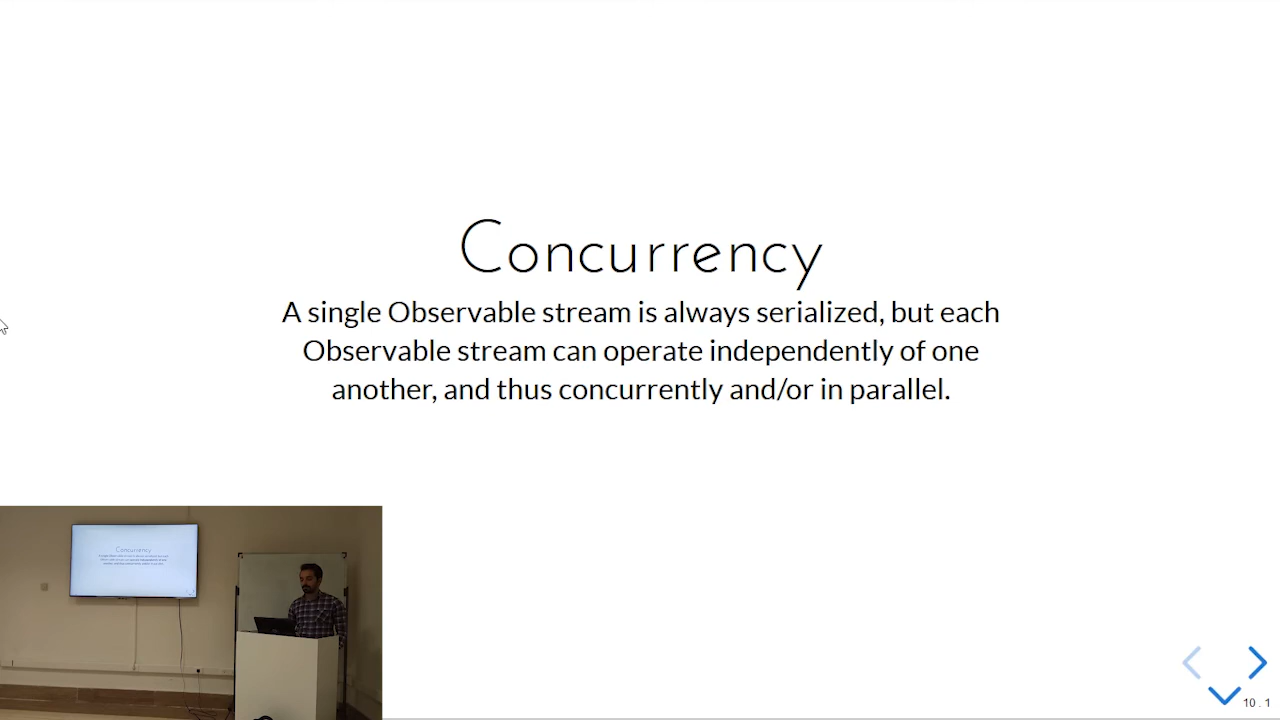 Concurrency
A single Observable stream is always serialized, but each
Observable stream can operate independently of one
another, and thus concurrently and/or in parallel.
Concurrency
10 . 1